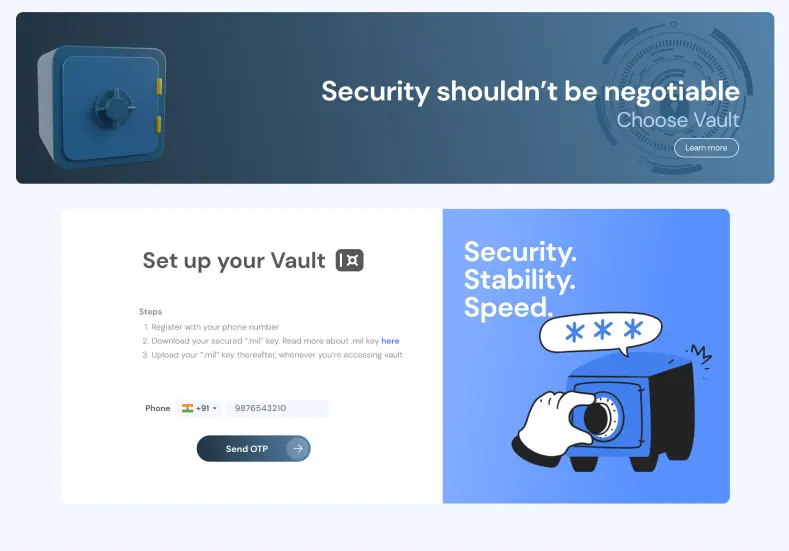 Security shouldn’t be negotiable
Choose Vault
Learn more
Set up your Vault
Steps
1. Register with your phone number
2. Download your secured “.mil” key. Read more about .mil key here
3. Upload your “.mil” key thereafter, whenever you’re accessing vault
Phone +91 9876543210
Send OTP
Security.
Stability.
Speed.